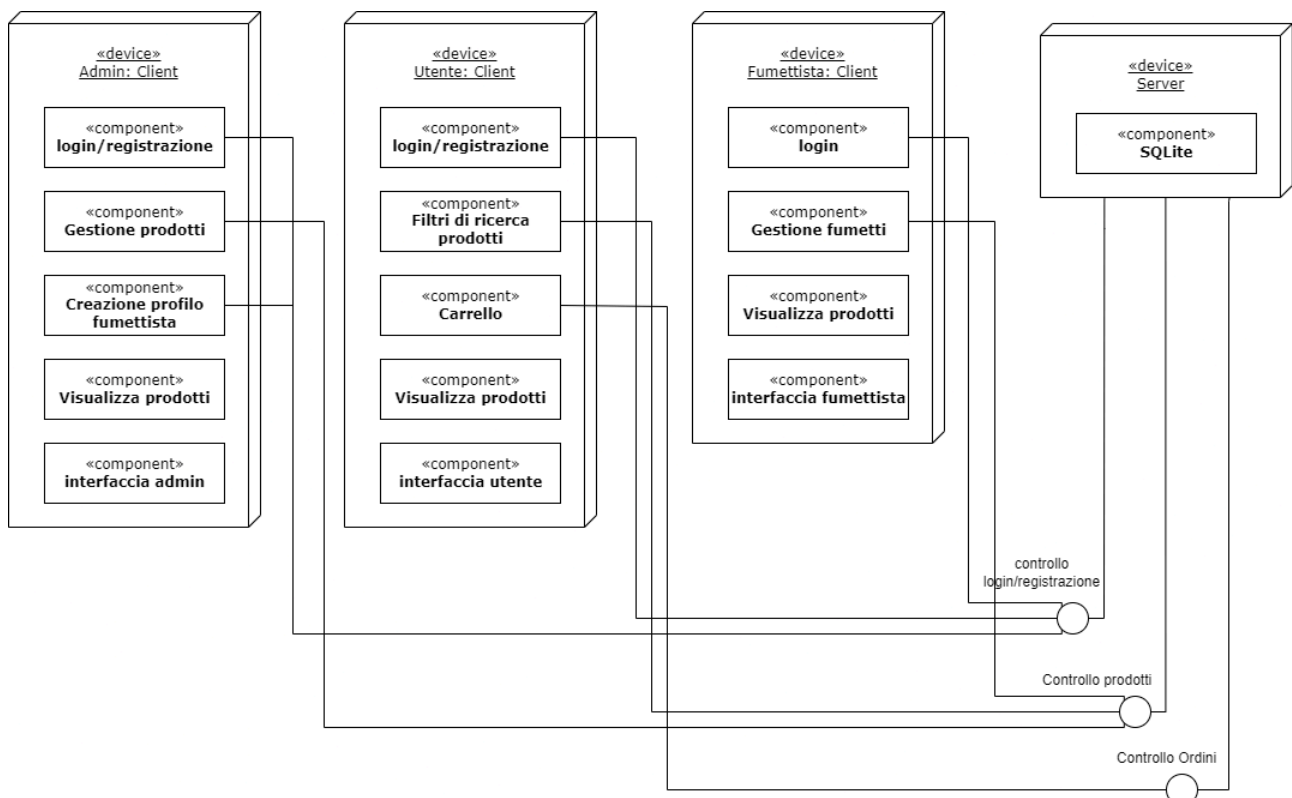 «device»
Admin: Client
«component»
login/registrazione
«component»
Gestione prodotti
«component»
Creazione profilo
fumettista
«component»
Visualizza prodotti
«component»
interfaccia admin
«device»
Utente: Client
«component»
login/registrazione
«component»
Filtri di ricerca
prodotti
«component»
Carrello
«component»
Visualizza prodotti
«component»
interfaccia utente
«device»
Fumettista: Client
«component»
login
«component»
Gestione fumetti
«component»
Visualizza prodotti
«component»
interfaccia fumettista
«device»
Server
«component»
SQLite
controllo
login/registrazione
Controllo prodotti
Controllo Ordini